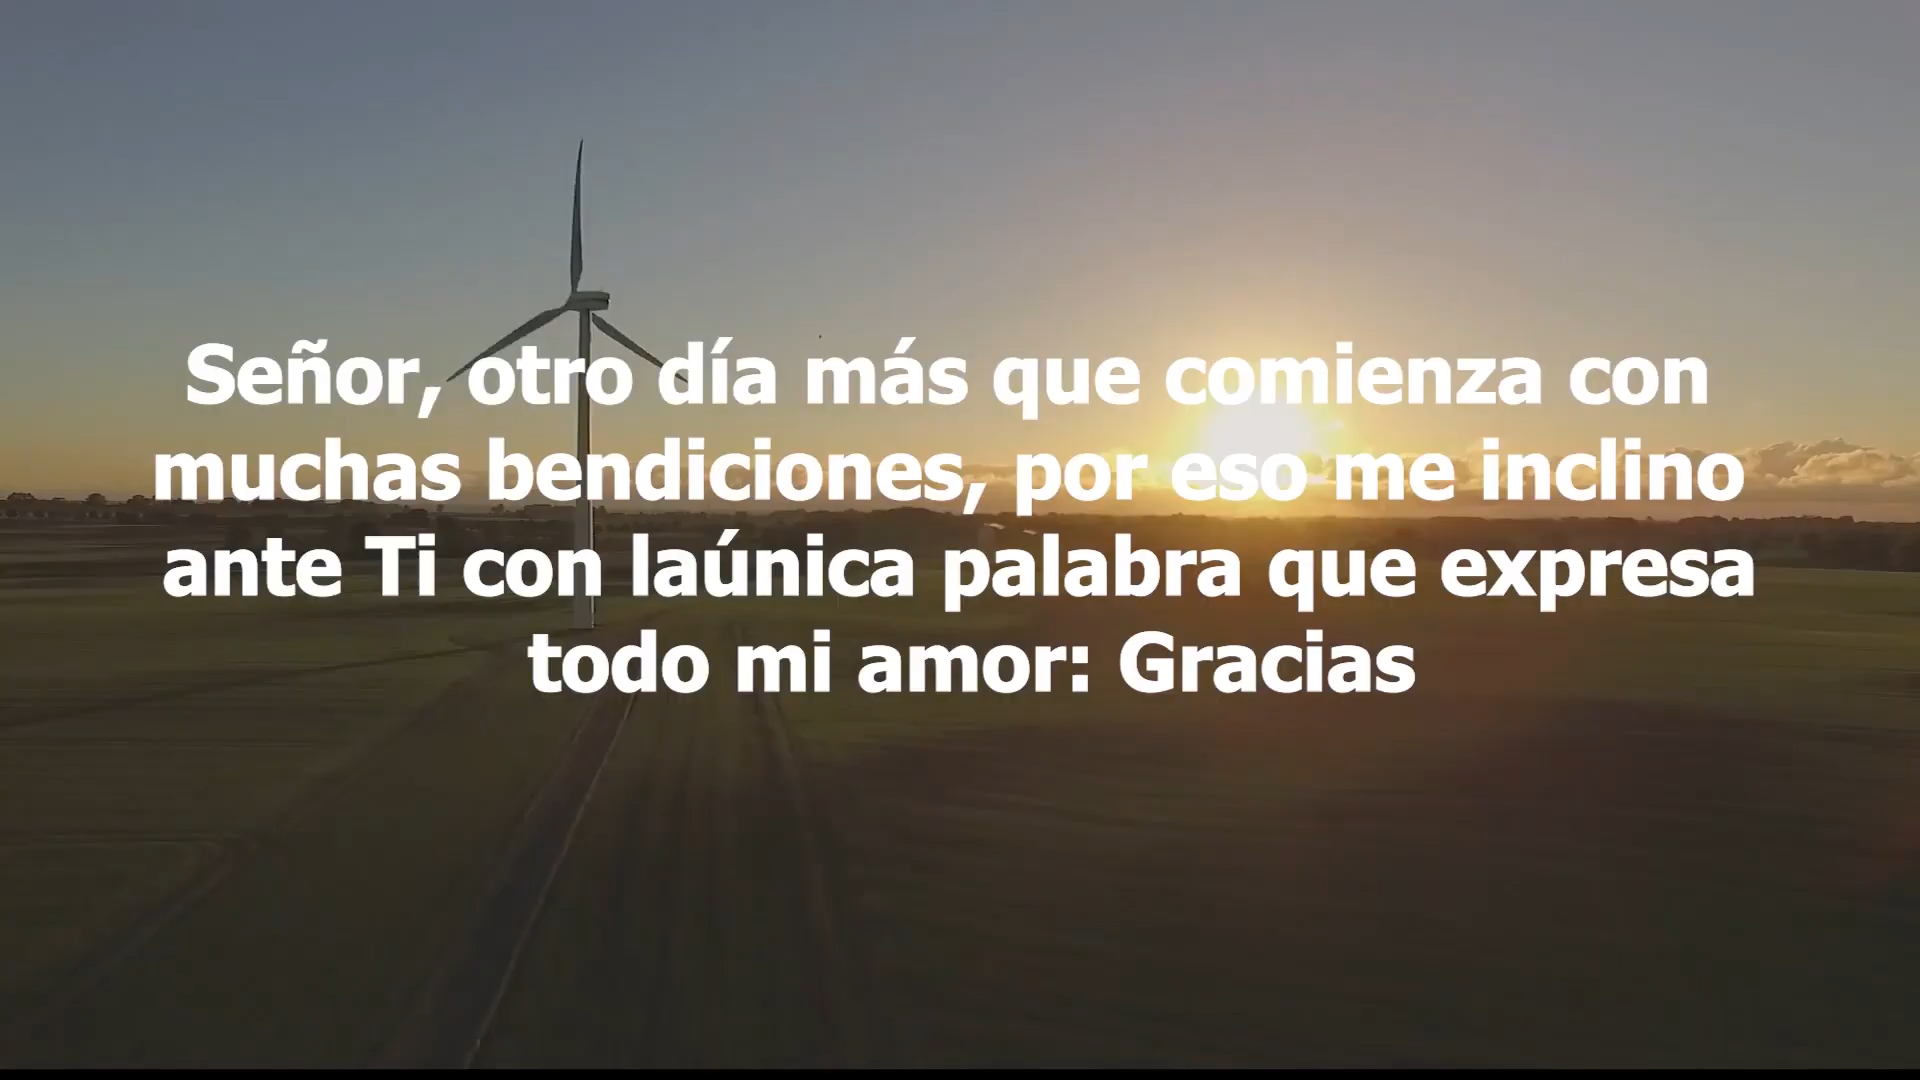 Señor, otro día más que comienza con
muchas bendiciones, por eso me inclino
ante Ti con laúnica palabra que expresa
todo mi amor: Gracias